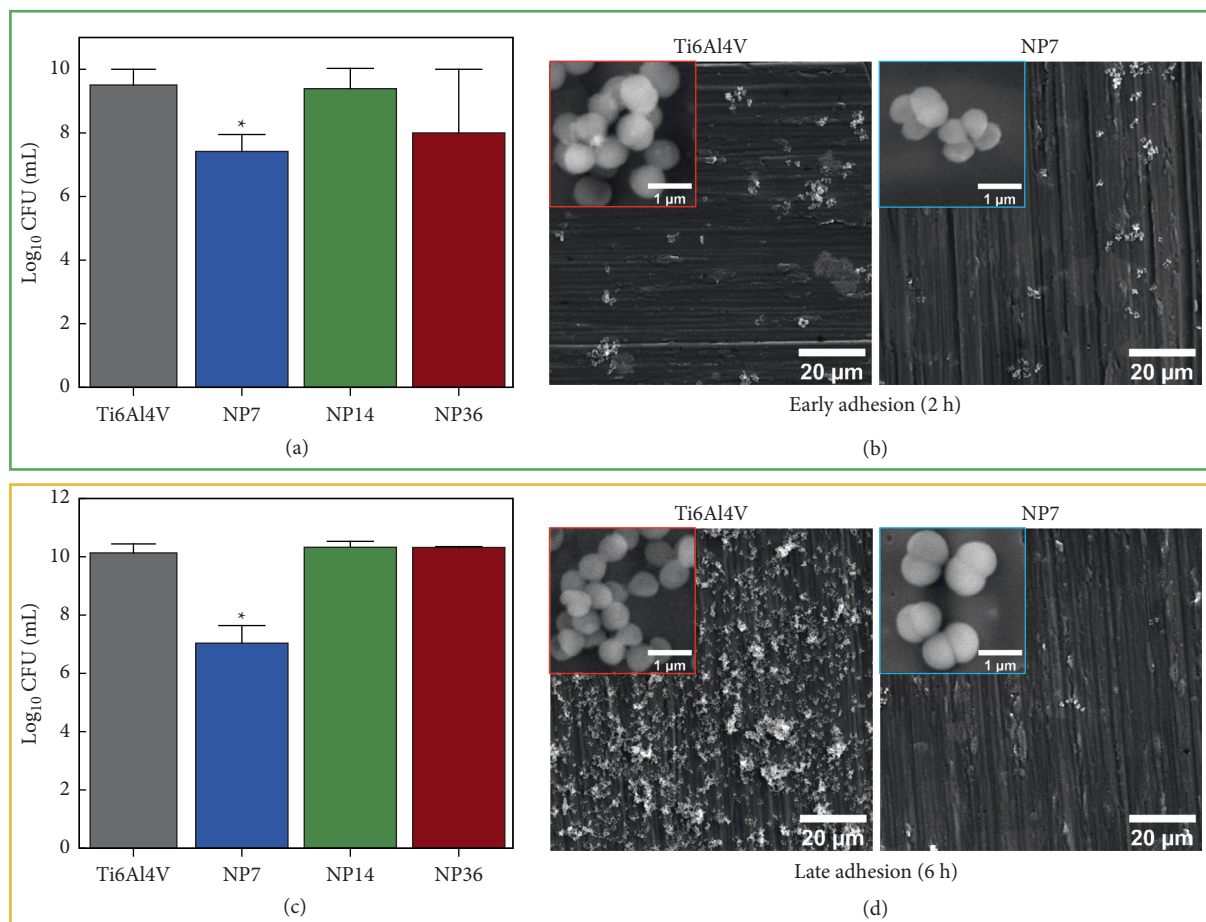 Log₁₀ CFU (mL)
10
8
6
4
2
0
*
Ti6Al4V NP7 NP14 NP36
(a)
Ti6Al4V NP7
1 µm 1 µm
20 µm 20 µm
Early adhesion (2 h)
(b)
Log₁₀ CFU (mL)
12
10
8
6
4
2
0
*
Ti6Al4V NP7 NP14 NP36
(c)
Ti6Al4V NP7
1 µm 1 µm
20 µm 20 µm
Late adhesion (6 h)
(d)